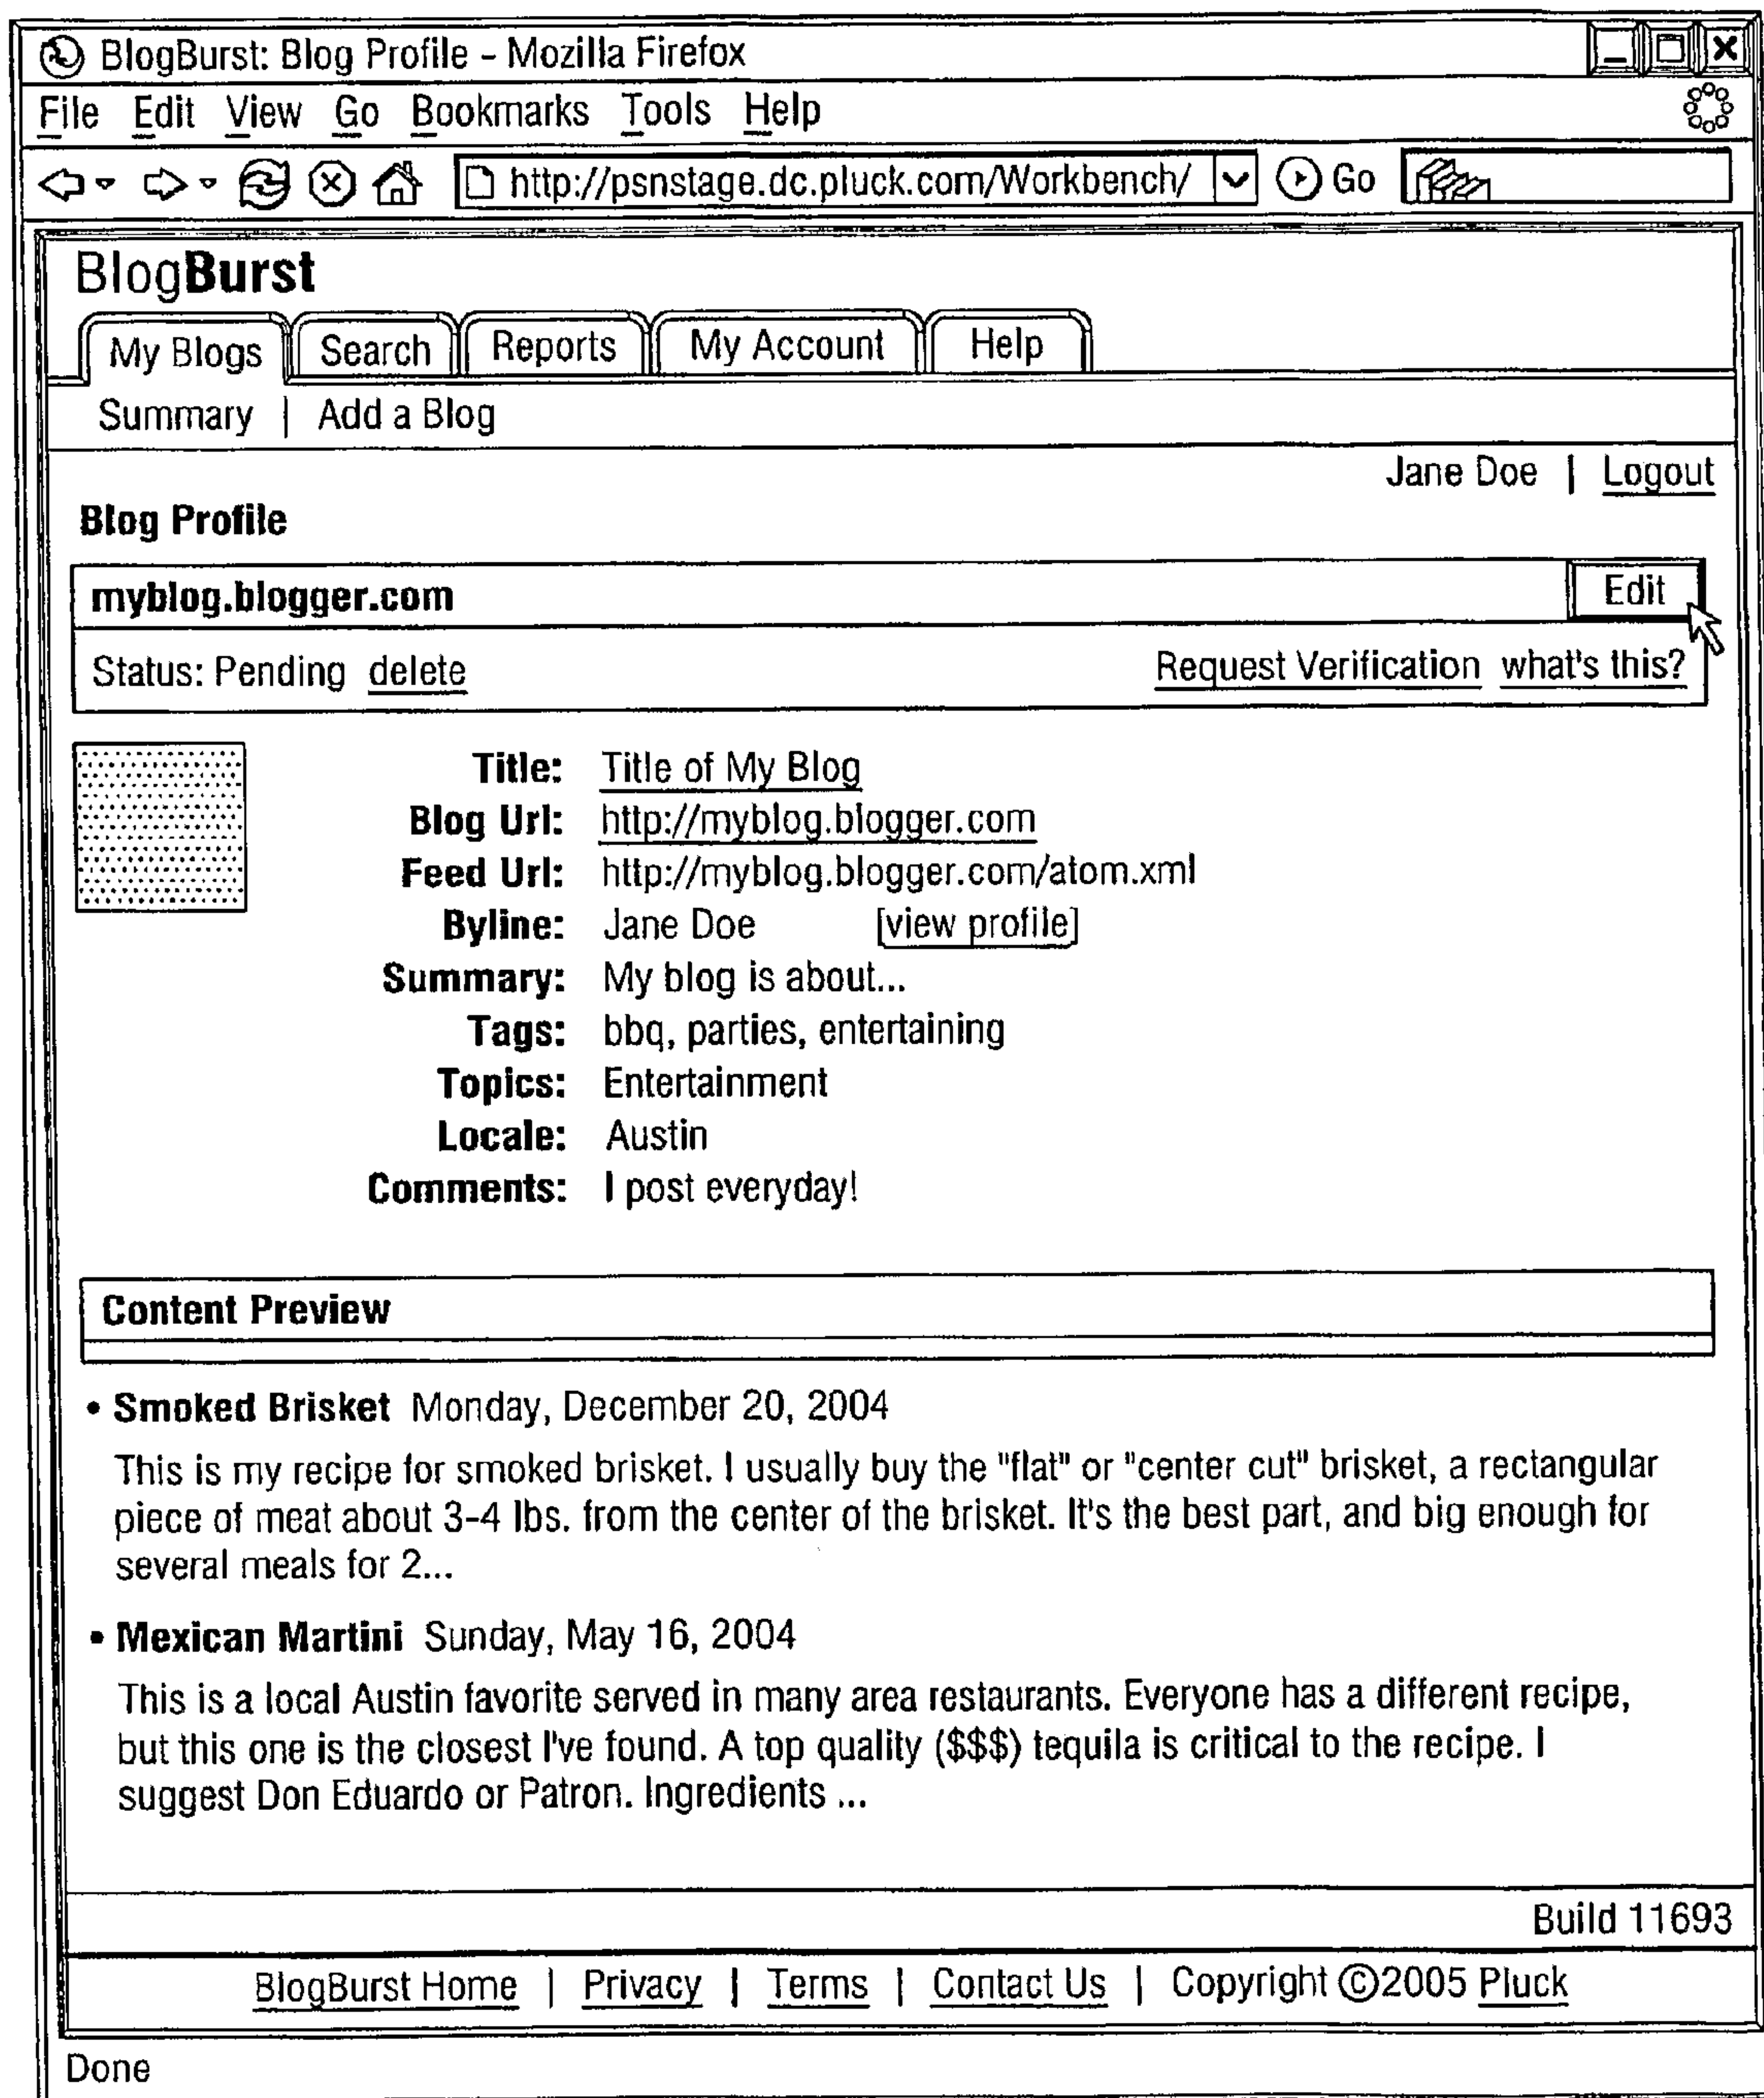 BlogBurst: Blog Profile - Mozilla Firefox
File Edit View Go Bookmarks Tools Help
http://psnstage.dc.pluck.com/Workbench/ Go
BlogBurst
My Blogs Search Reports My Account Help
Summary | Add a Blog
Jane Doe | Logout
Blog Profile
myblog.blogger.com Edit
Status: Pending delete Request Verification what's this?
Title: Title of My Blog
Blog Url: http://myblog.blogger.com
Feed Url: http://myblog.blogger.com/atom.xml
Byline: Jane Doe [view profile]
Summary: My blog is about...
Tags: bbq, parties, entertaining
Topics: Entertainment
Locale: Austin
Comments: I post everyday!
Content Preview
• Smoked Brisket Monday, December 20, 2004
This is my recipe for smoked brisket. I usually buy the "flat" or "center cut" brisket, a rectangular
piece of meat about 3-4 lbs. from the center of the brisket. It's the best part, and big enough for
several meals for 2...
• Mexican Martini Sunday, May 16, 2004
This is a local Austin favorite served in many area restaurants. Everyone has a different recipe,
but this one is the closest I've found. A top quality ($$$) tequila is critical to the recipe. I
suggest Don Eduardo or Patron. Ingredients ...
Build 11693
BlogBurst Home | Privacy | Terms | Contact Us | Copyright ©2005 Pluck
Done